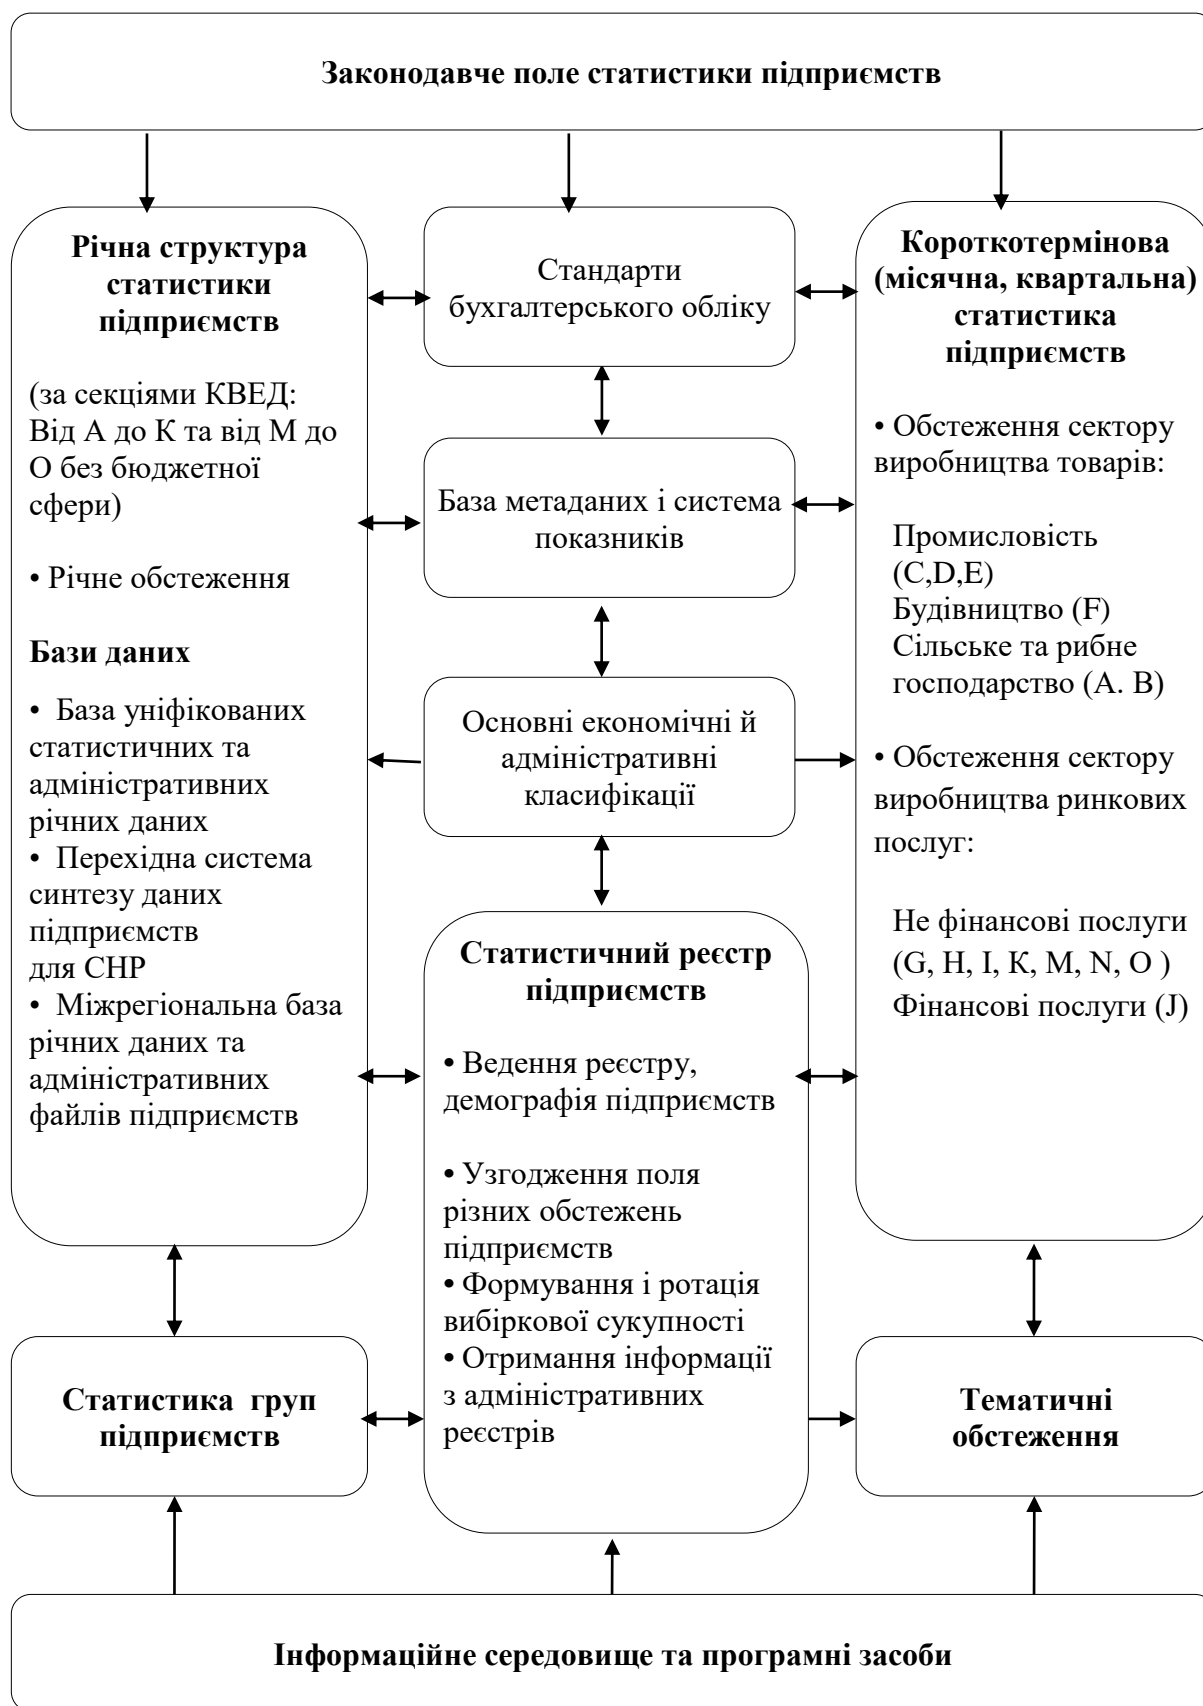 Законодавче поле статистики підприємств
Річна структура
статистики
підприємств
(за секціями КВЕД:
Від А до К та від М до
О без бюджетної
сфери)
• Річне обстеження
Бази даних
• База уніфікованих
статистичних та
адміністративних
річних даних
• Перехідна система
синтезу даних
підприємств
для СНР
• Міжрегіональна база
річних даних та
адміністративних
файлів підприємств
Стандарти
бухгалтерського обліку
База метаданих і система
показників
Основні економічні й
адміністративні
класифікації
Статистичний реєстр
підприємств
• Ведення реєстру,
демографія підприємств
• Узгодження поля
різних обстежень
підприємств
• Формування і ротація
вибіркової сукупності
• Отримання інформації
з адміністративних
реєстрів
Короткотермінова
(місячна, квартальна)
статистика
підприємств
• Обстеження сектору
виробництва товарів:
Промисловість
(C,D,E)
Будівництво (F)
Сільське та рибне
господарство (А. В)
• Обстеження сектору
виробництва ринкових
послуг:
Не фінансові послуги
(G, H, I, К, М, N, О )
Фінансові послуги (J)
Статистика груп
підприємств
Тематичні
обстеження
Інформаційне середовище та програмні засоби